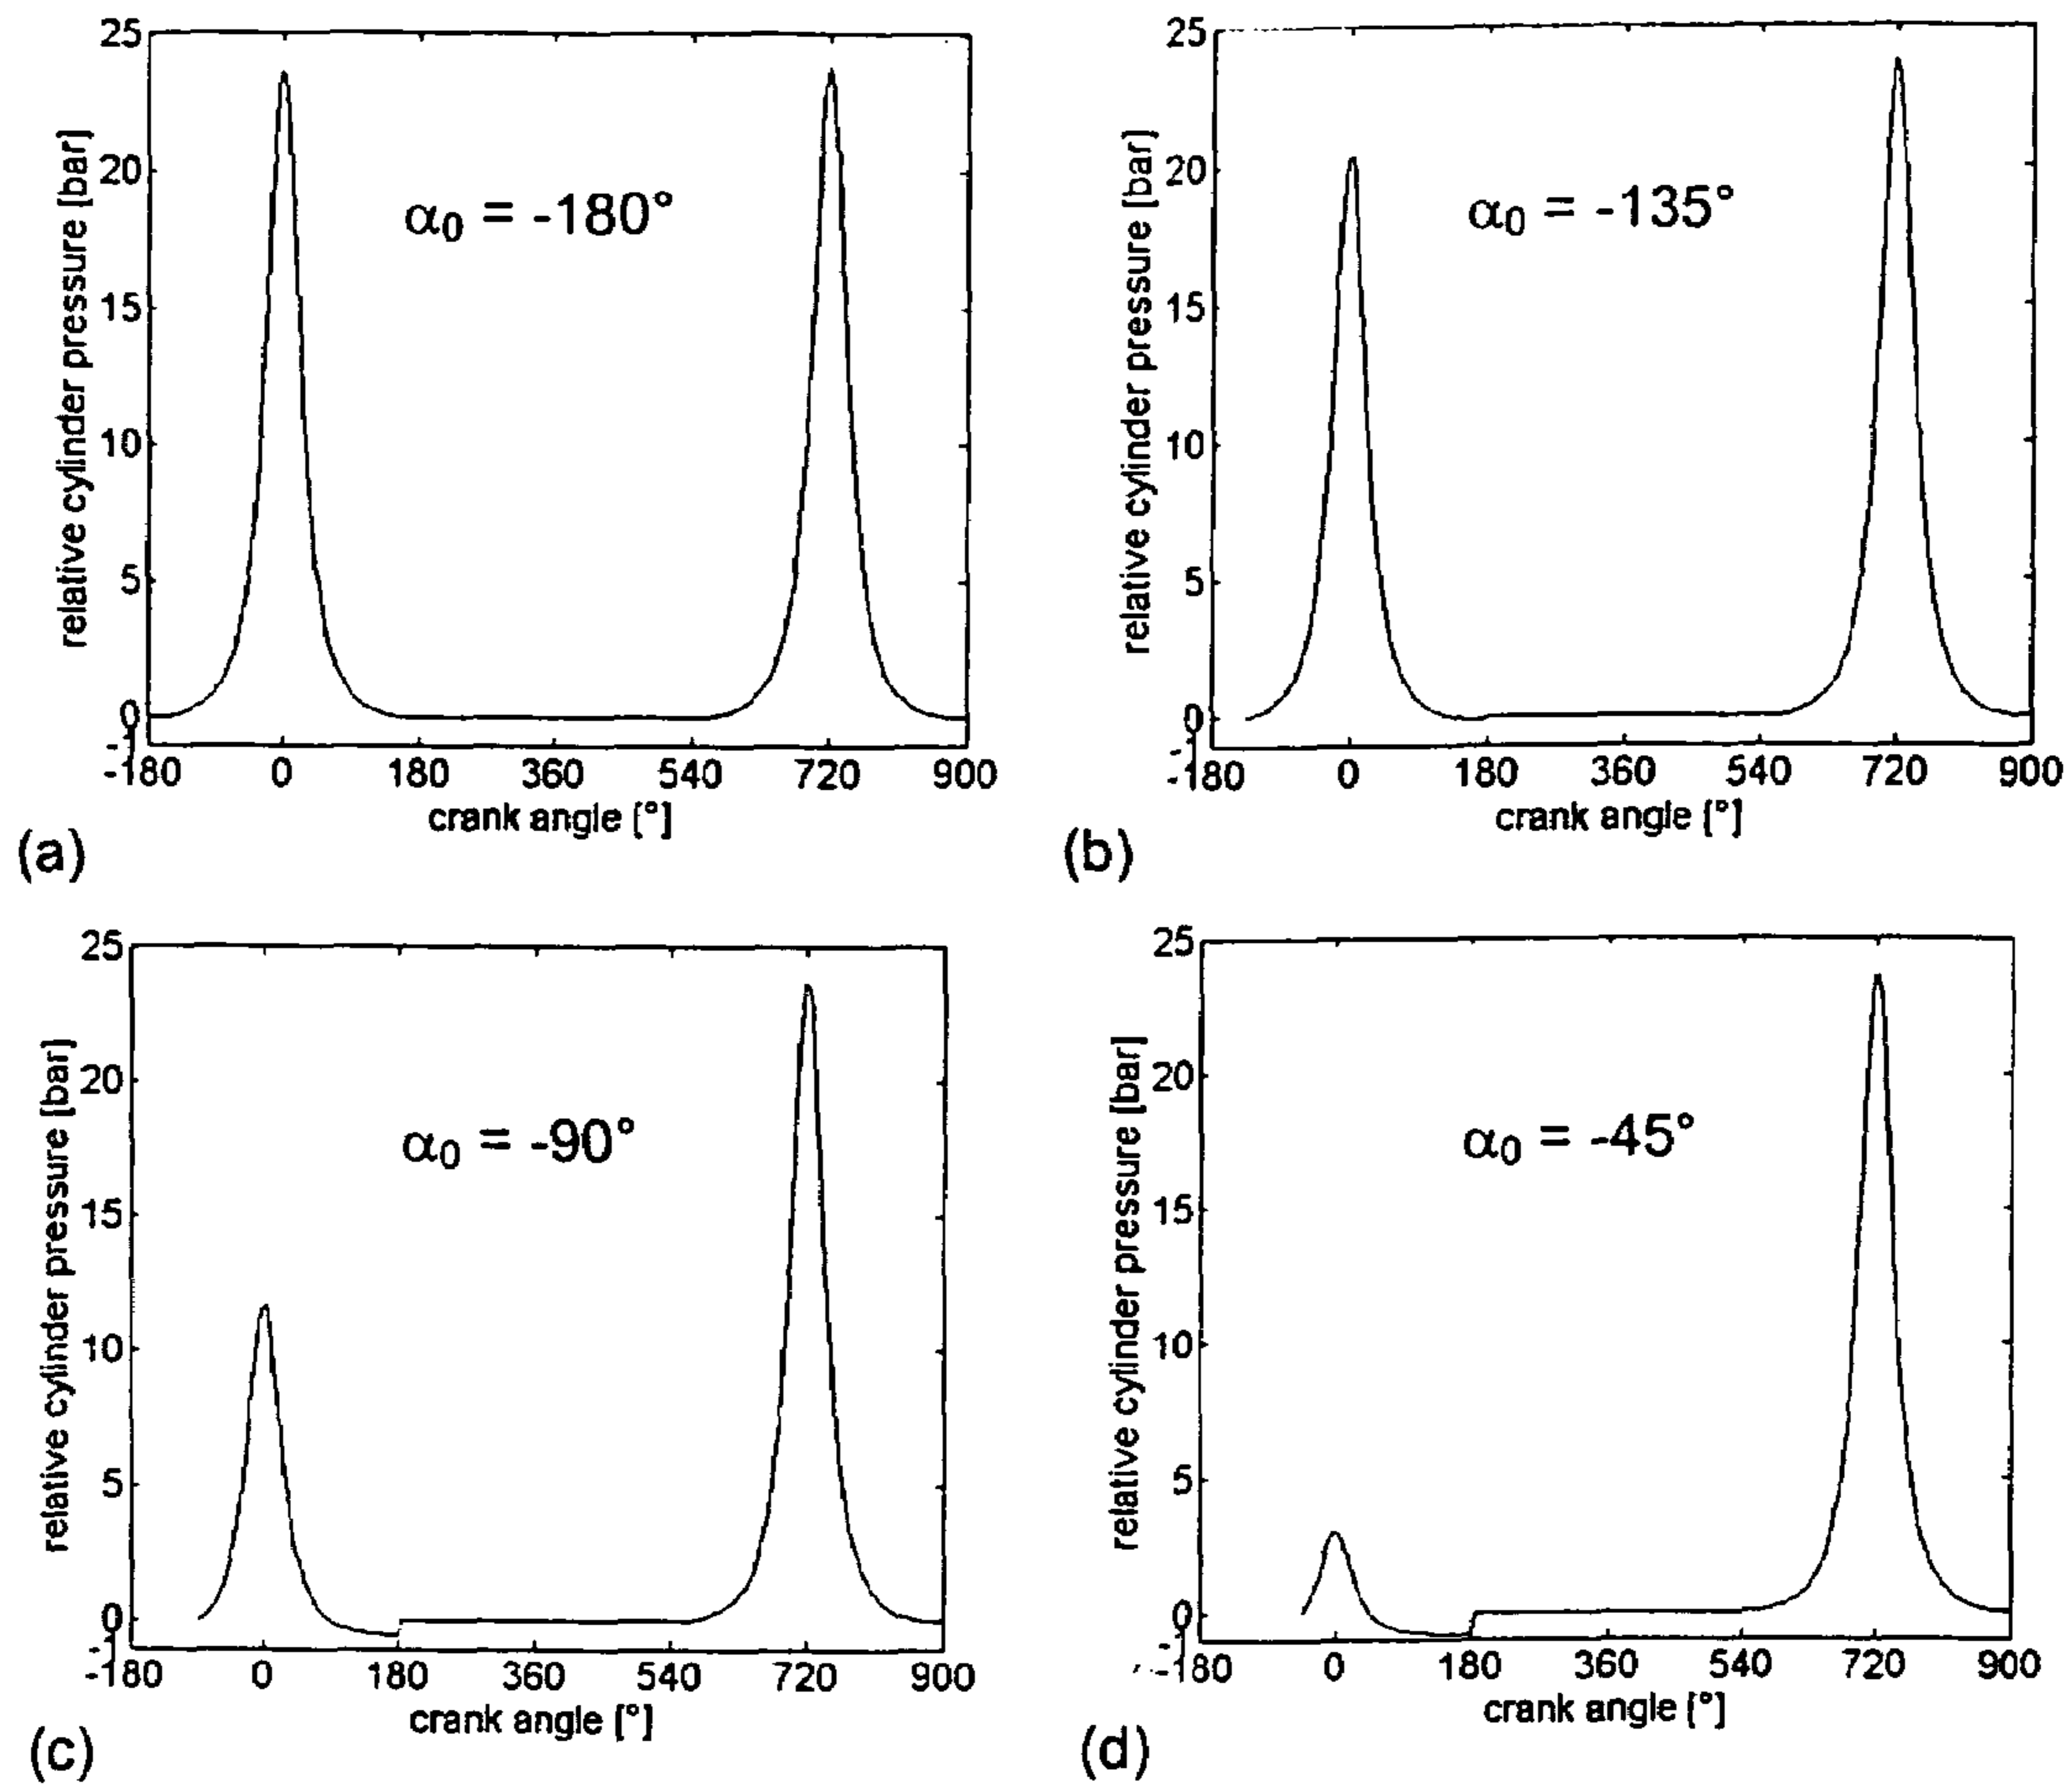 25
20
15
10
5
0
-1
relative cylinder pressure [bar]
α0 = -180°
-180 0 180 360 540 720 900
crank angle [°]
(a)
25
20
15
10
5
0
-1
relative cylinder pressure [bar]
α0 = -135°
-180 0 180 360 540 720 900
crank angle [°]
(b)
25
20
15
10
5
0
-1
relative cylinder pressure [bar]
α0 = -90°
-180 0 180 360 540 720 900
crank angle [°]
(c)
25
20
15
10
5
0
-1
relative cylinder pressure [bar]
α0 = -45°
-180 0 180 360 540 720 900
crank angle [°]
(d)